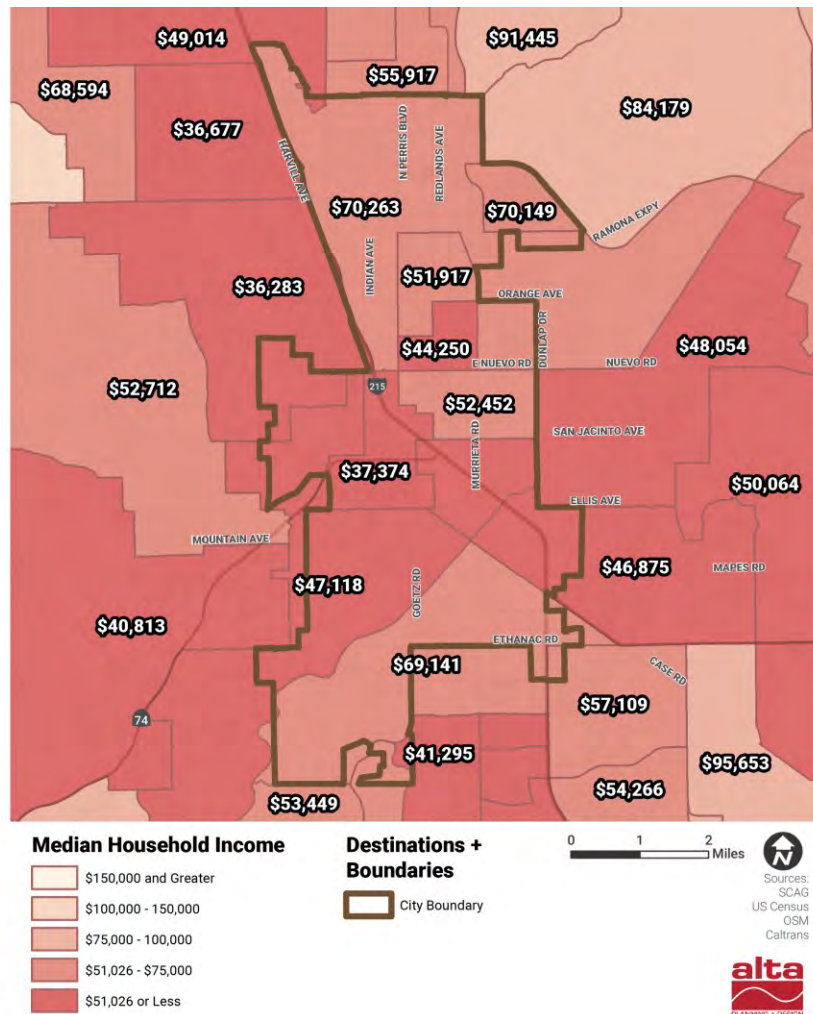 $49,014
$91,445
$55,917
$68,594
$84,179
$36,677
N PERRIS BLVD
REDLANDS AVE
HARVILL AVE
$70,263
$70,149
RAMONA EXPY
INDIAN AVE
$51,917
$36,283
ORANGE AVE
DUNLAP DR
$44,250
$48,054
E NUEVO RD
NUEVO RD
215
$52,712
$52,452
MURRIETA RD
SAN JACINTO AVE
$37,374
$50,064
ELLIS AVE
MOUNTAIN AVE
$46,875
MAPES RD
$47,118
GOETZ RD
$40,813
ETHANAC RD
$69,141
CASE RD
$57,109
74
$41,295
$95,653
$54,266
$53,449
Median Household Income
$150,000 and Greater
$100,000 - 150,000
$75,000 - 100,000
$51,026 - $75,000
$51,026 or Less
Destinations +
Boundaries
City Boundary
0 1 2
Miles
N
Sources:
SCAG
US Census
OSM
Caltrans
alta
PLANNING + DESIGN